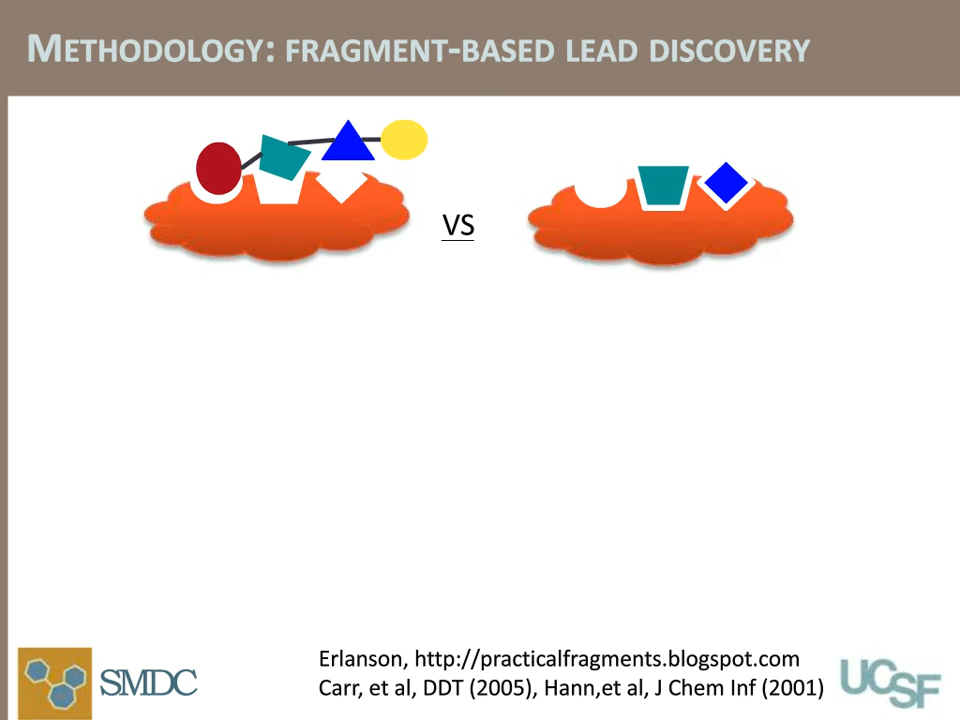 METHODOLOGY: FRAGMENT-BASED LEAD DISCOVERY
VS
Erlanson, http://practicalfragments.blogspot.com
Carr, et al, DDT (2005), Hann,et al, J Chem Inf (2001)
SMDC
UCSF